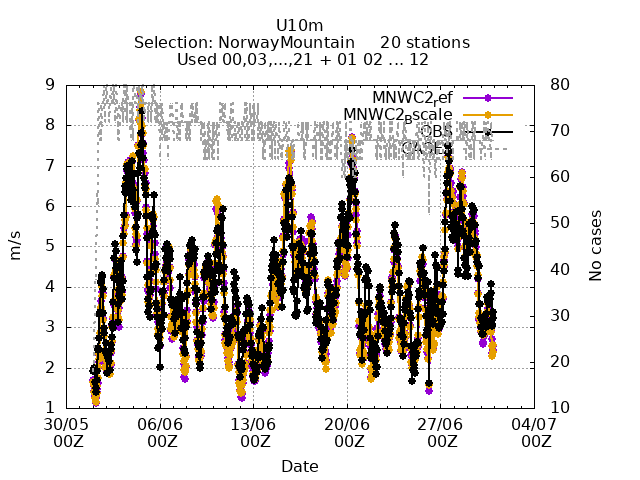 U10m
Selection: NorwayMountain 20 stations
Used 00,03,...,21 + 01 02 ... 12
9 80
MNWC2ref
8 MNWC2Bscale 70
OBS
CASES
7 60
6 50
m/s
5 40
No cases
4 30
3
2 20
1 10
30/05 06/06 13/06 20/06 27/06 04/07
00Z 00Z 00Z 00Z 00Z 00Z
Date